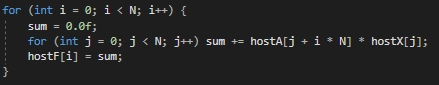 for (int i = 0; i < N; i++) {
    sum = 0.0f;
    for (int j = 0; j < N; j++) sum += hostA[j + i * N] * hostX[j];
    hostF[i] = sum;
}